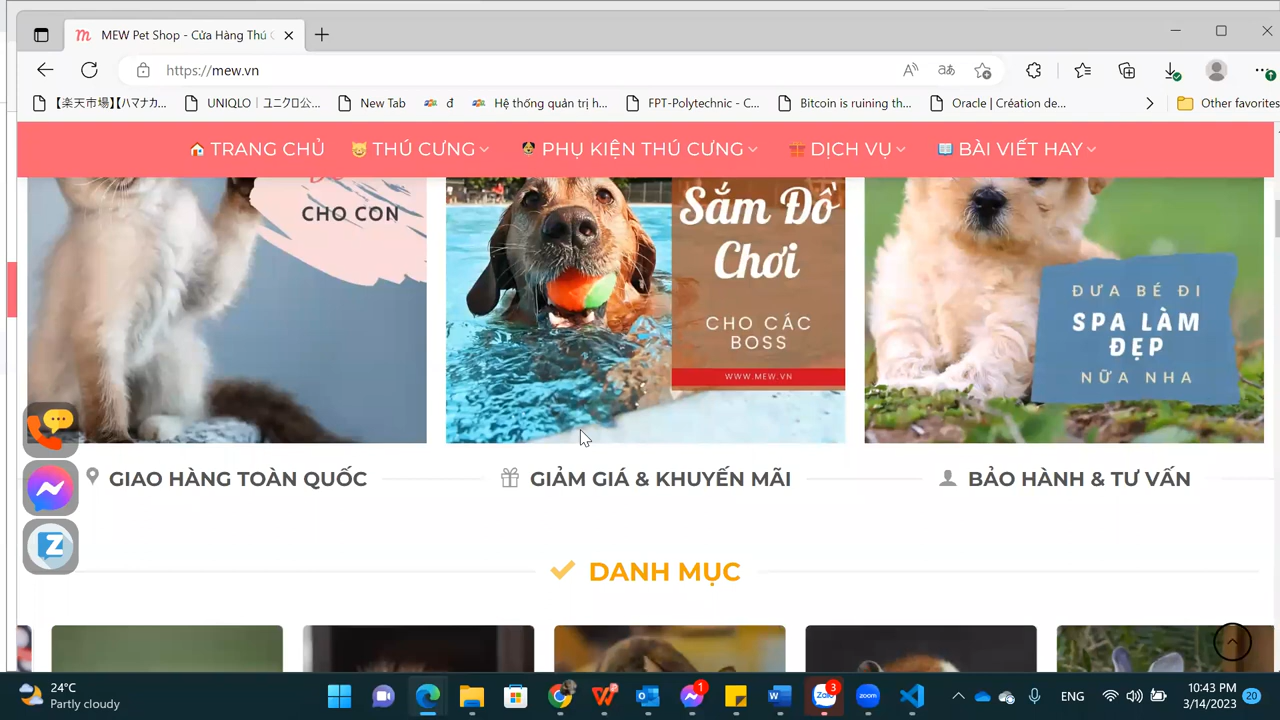 MEW Pet Shop - Cửa Hàng Thú C
https://mew.vn
【楽天市場】【ハマナカ...
UNIQLO｜ユニクロ公...
New Tab
đ
Hệ thống quản trị h...
FPT-Polytechnic - C...
Bitcoin is ruining th...
Oracle | Création de...
Other favorites
TRANG CHỦ
THÚ CƯNG
PHỤ KIỆN THÚ CƯNG
DỊCH VỤ
BÀI VIẾT HAY
CHO CON
Sắm Đồ
Chơi
CHO CÁC
BOSS
WWW.MEW.VN
ĐƯA BÉ ĐI
SPA LÀM
ĐẸP
NỮA NHA
GIAO HÀNG TOÀN QUỐC
GIẢM GIÁ & KHUYẾN MÃI
BẢO HÀNH & TƯ VẤN
DANH MỤC
24°C
Partly cloudy
1
Zalo
3
zoom
ENG
10:43 PM
3/14/2023
20